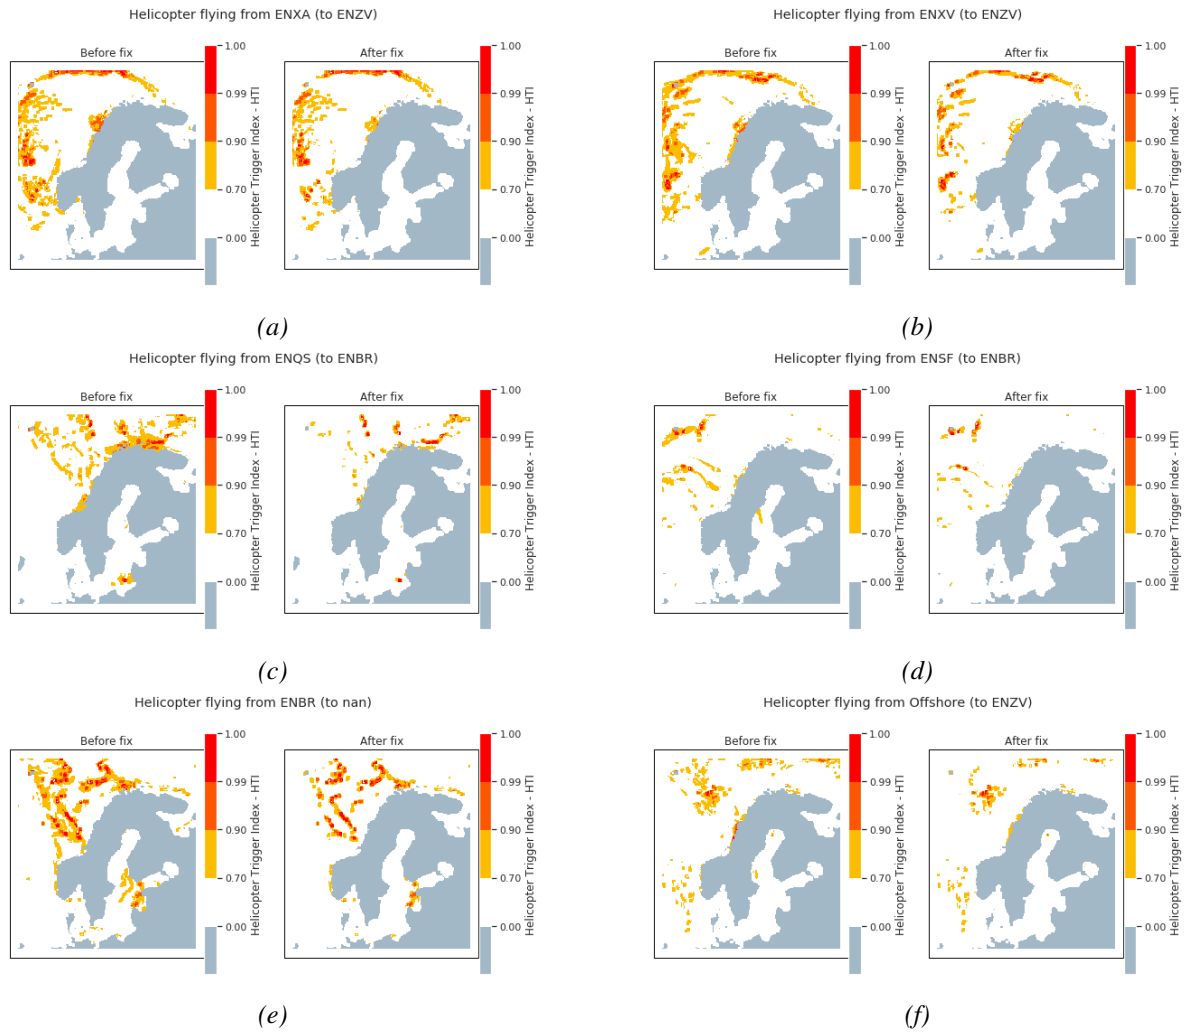 Helicopter flying from ENXA (to ENZV)
Before fix
1.00
0.99
0.90
0.70
0.00
Helicopter Trigger Index - HTI
After fix
1.00
0.99
0.90
0.70
0.00
Helicopter Trigger Index - HTI
(a)
Helicopter flying from ENXV (to ENZV)
Before fix
1.00
0.99
0.90
0.70
0.00
Helicopter Trigger Index - HTI
After fix
1.00
0.99
0.90
0.70
0.00
Helicopter Trigger Index - HTI
(b)
Helicopter flying from ENQS (to ENBR)
Before fix
1.00
0.99
0.90
0.70
0.00
Helicopter Trigger Index - HTI
After fix
1.00
0.99
0.90
0.70
0.00
Helicopter Trigger Index - HTI
(c)
Helicopter flying from ENSF (to ENBR)
Before fix
1.00
0.99
0.90
0.70
0.00
Helicopter Trigger Index - HTI
After fix
1.00
0.99
0.90
0.70
0.00
Helicopter Trigger Index - HTI
(d)
Helicopter flying from ENBR (to nan)
Before fix
1.00
0.99
0.90
0.70
0.00
Helicopter Trigger Index - HTI
After fix
1.00
0.99
0.90
0.70
0.00
Helicopter Trigger Index - HTI
(e)
Helicopter flying from Offshore (to ENZV)
Before fix
1.00
0.99
0.90
0.70
0.00
Helicopter Trigger Index - HTI
After fix
1.00
0.99
0.90
0.70
0.00
Helicopter Trigger Index - HTI
(f)